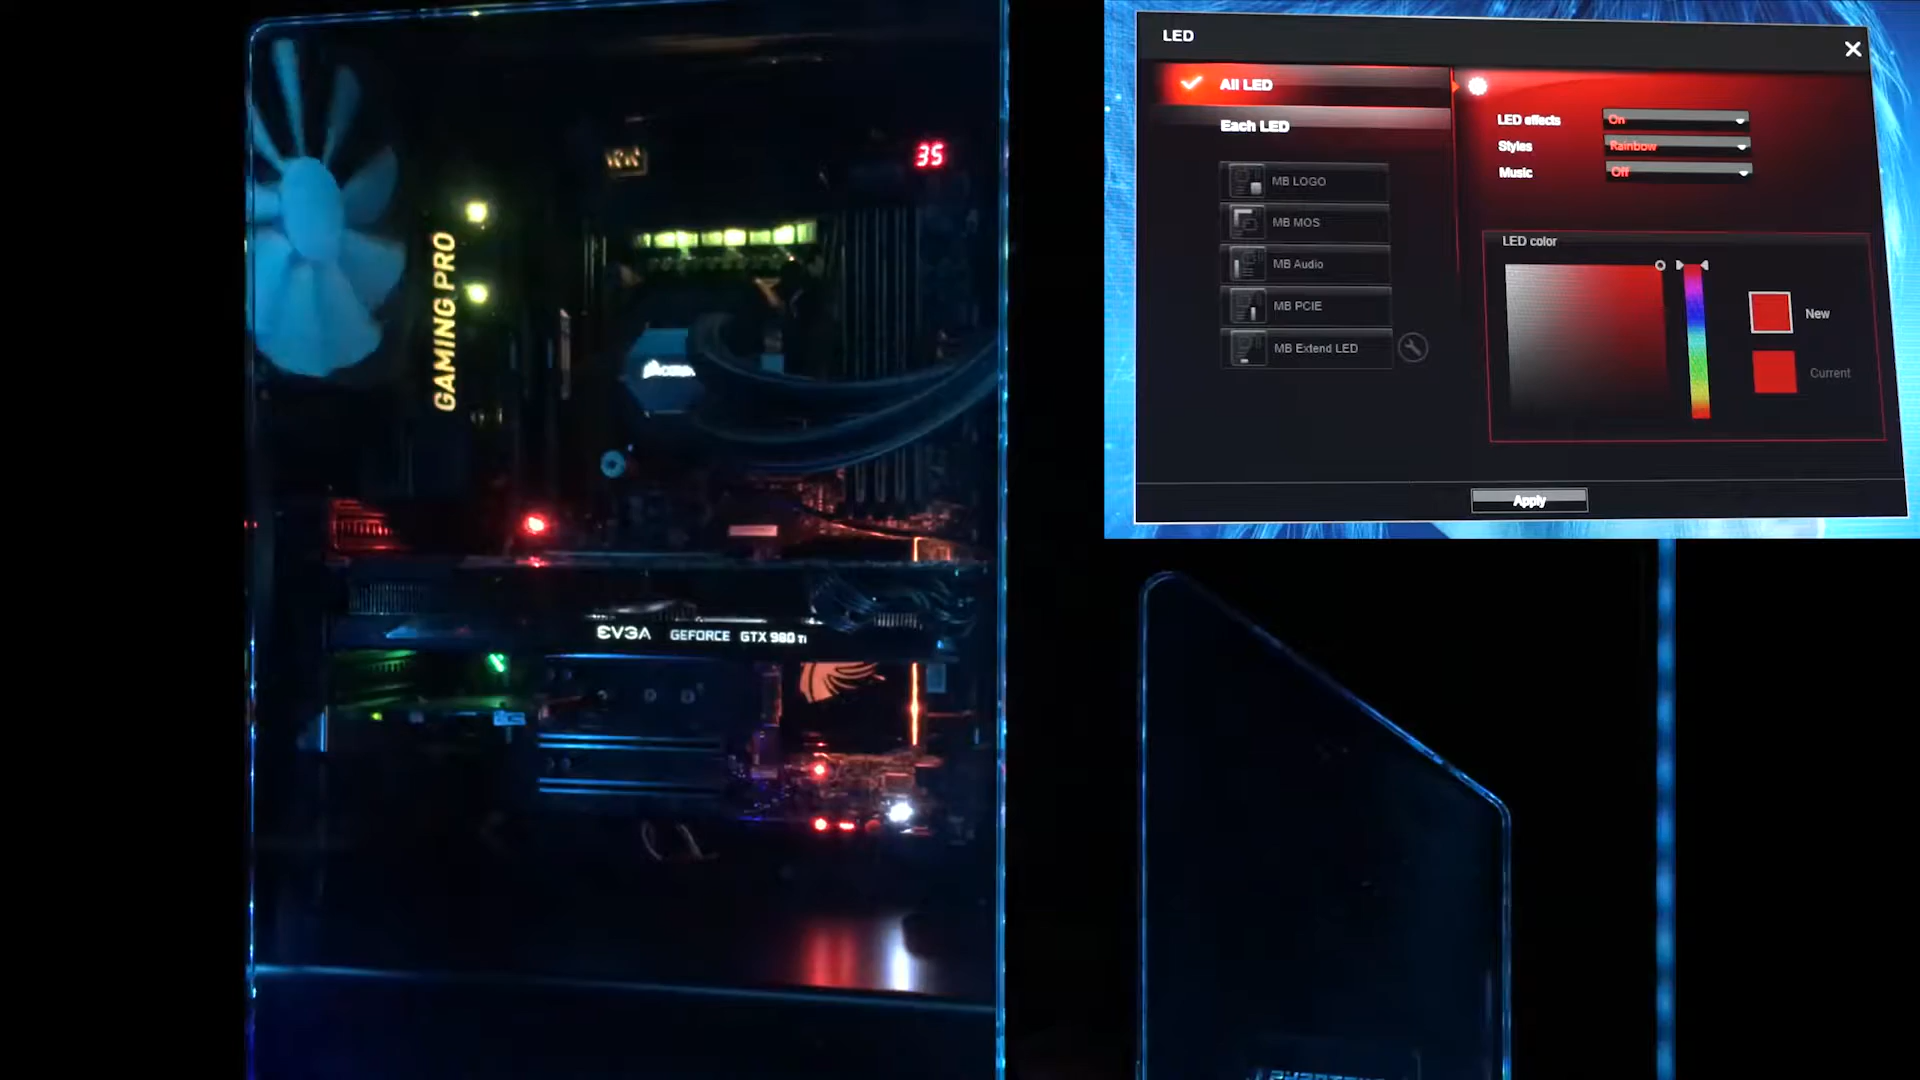 LED
All LED
Each LED
MB LOGO
MB MOS
MB Audio
MB PCIE
MB Extend LED
LED effects On
Styles Rainbow
Music Off
LED color
New
Current
Apply
35
GAMING PRO
EVGA GEFORCE GTX 980 Ti